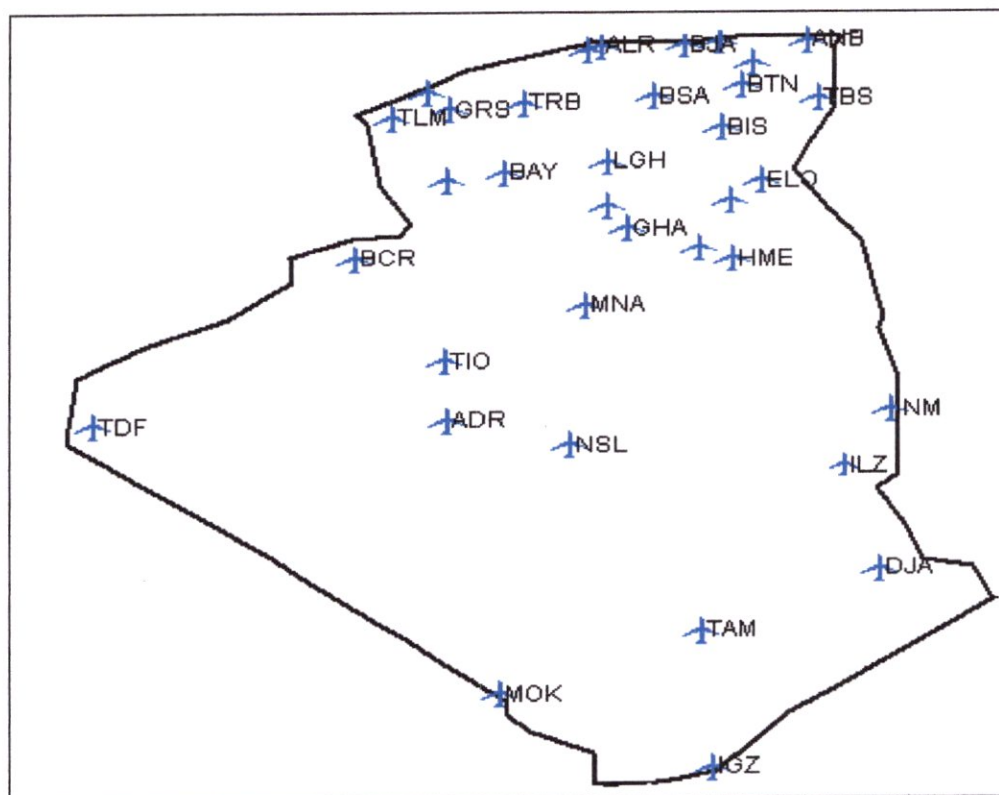 ALR
BJA
ANB
BTN
BSA
TBS
TRB
GRS
TLM
BIS
LGH
BAY
ELO
GHA
BCR
HME
MNA
TIO
NM
ADR
TDF
NSL
ILZ
DJA
TAM
MOK
IGZ